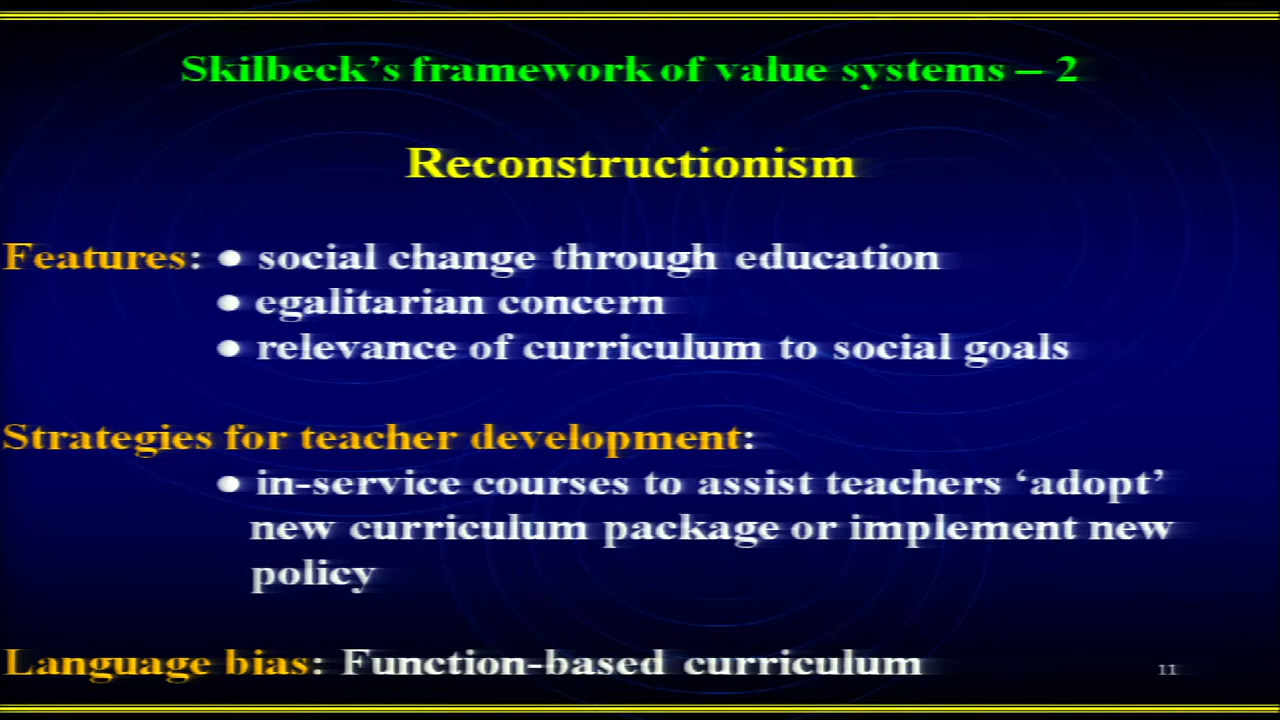 Skilbeck’s framework of value systems – 2
Reconstructionism
Features: ● social change through education
● egalitarian concern
● relevance of curriculum to social goals
Strategies for teacher development:
● in-service courses to assist teachers ‘adopt’
new curriculum package or implement new
policy
Language bias: Function-based curriculum
11